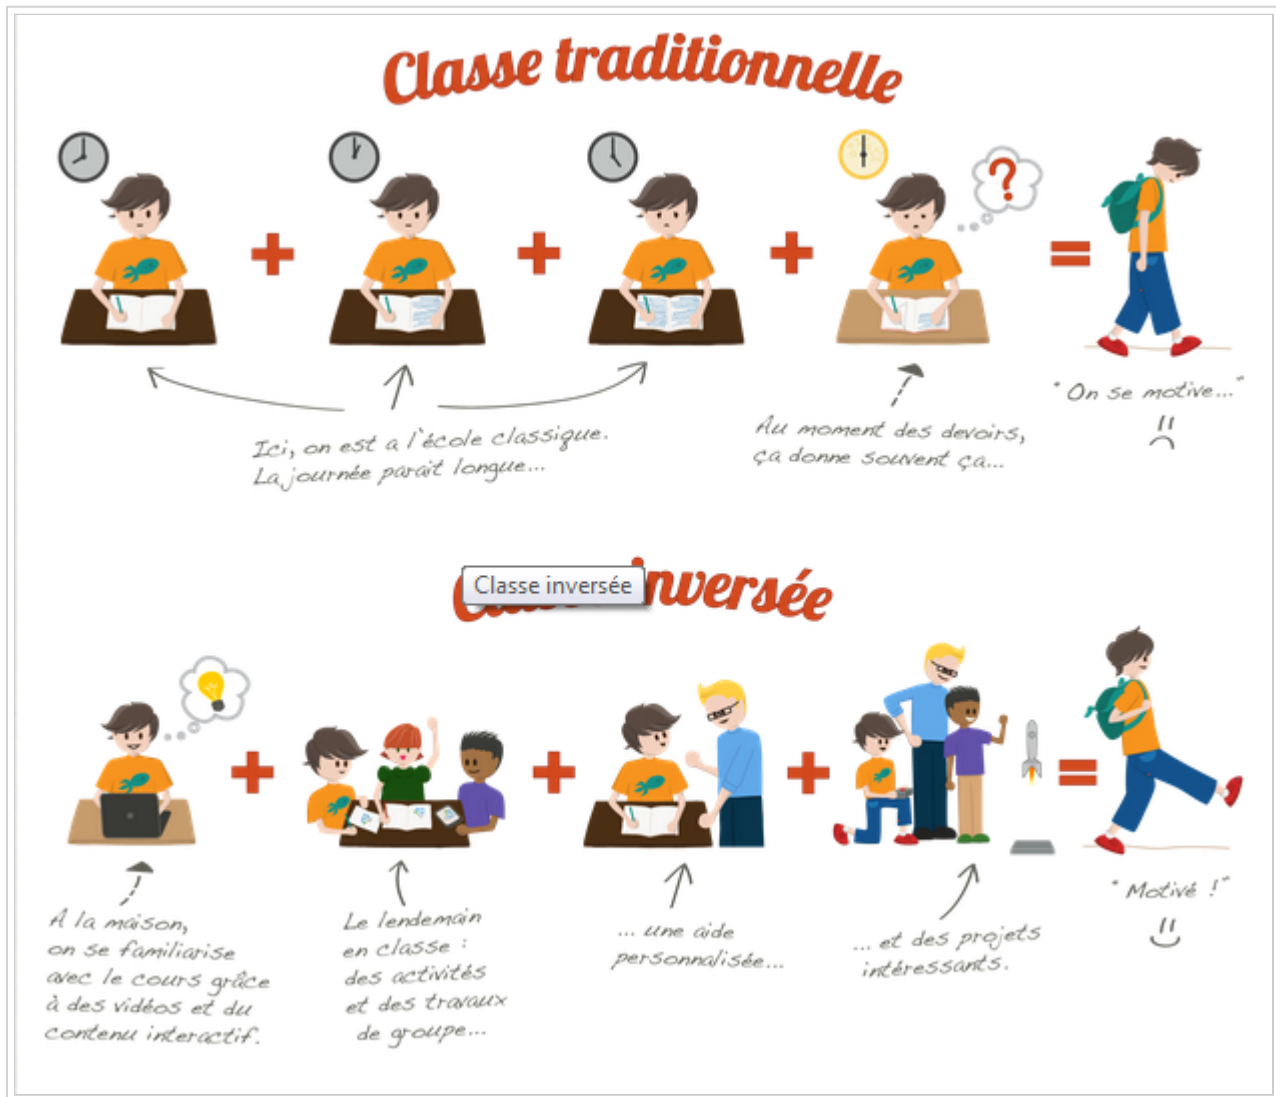 Classe traditionnelle
?
Ici, on est a l'école classique.
La journée parait longue...
Au moment des devoirs,
ça donne souvent ça...
"On se motive..."
Classe inversée
inversée
A la maison,
on se familiarise
avec le cours grâce
à des vidéos et du
contenu interactif.
Le lendemain
en classe :
des activités
et des travaux
de groupe...
... une aide
personnalisée...
... et des projets
intéressants.
"Motivé !"